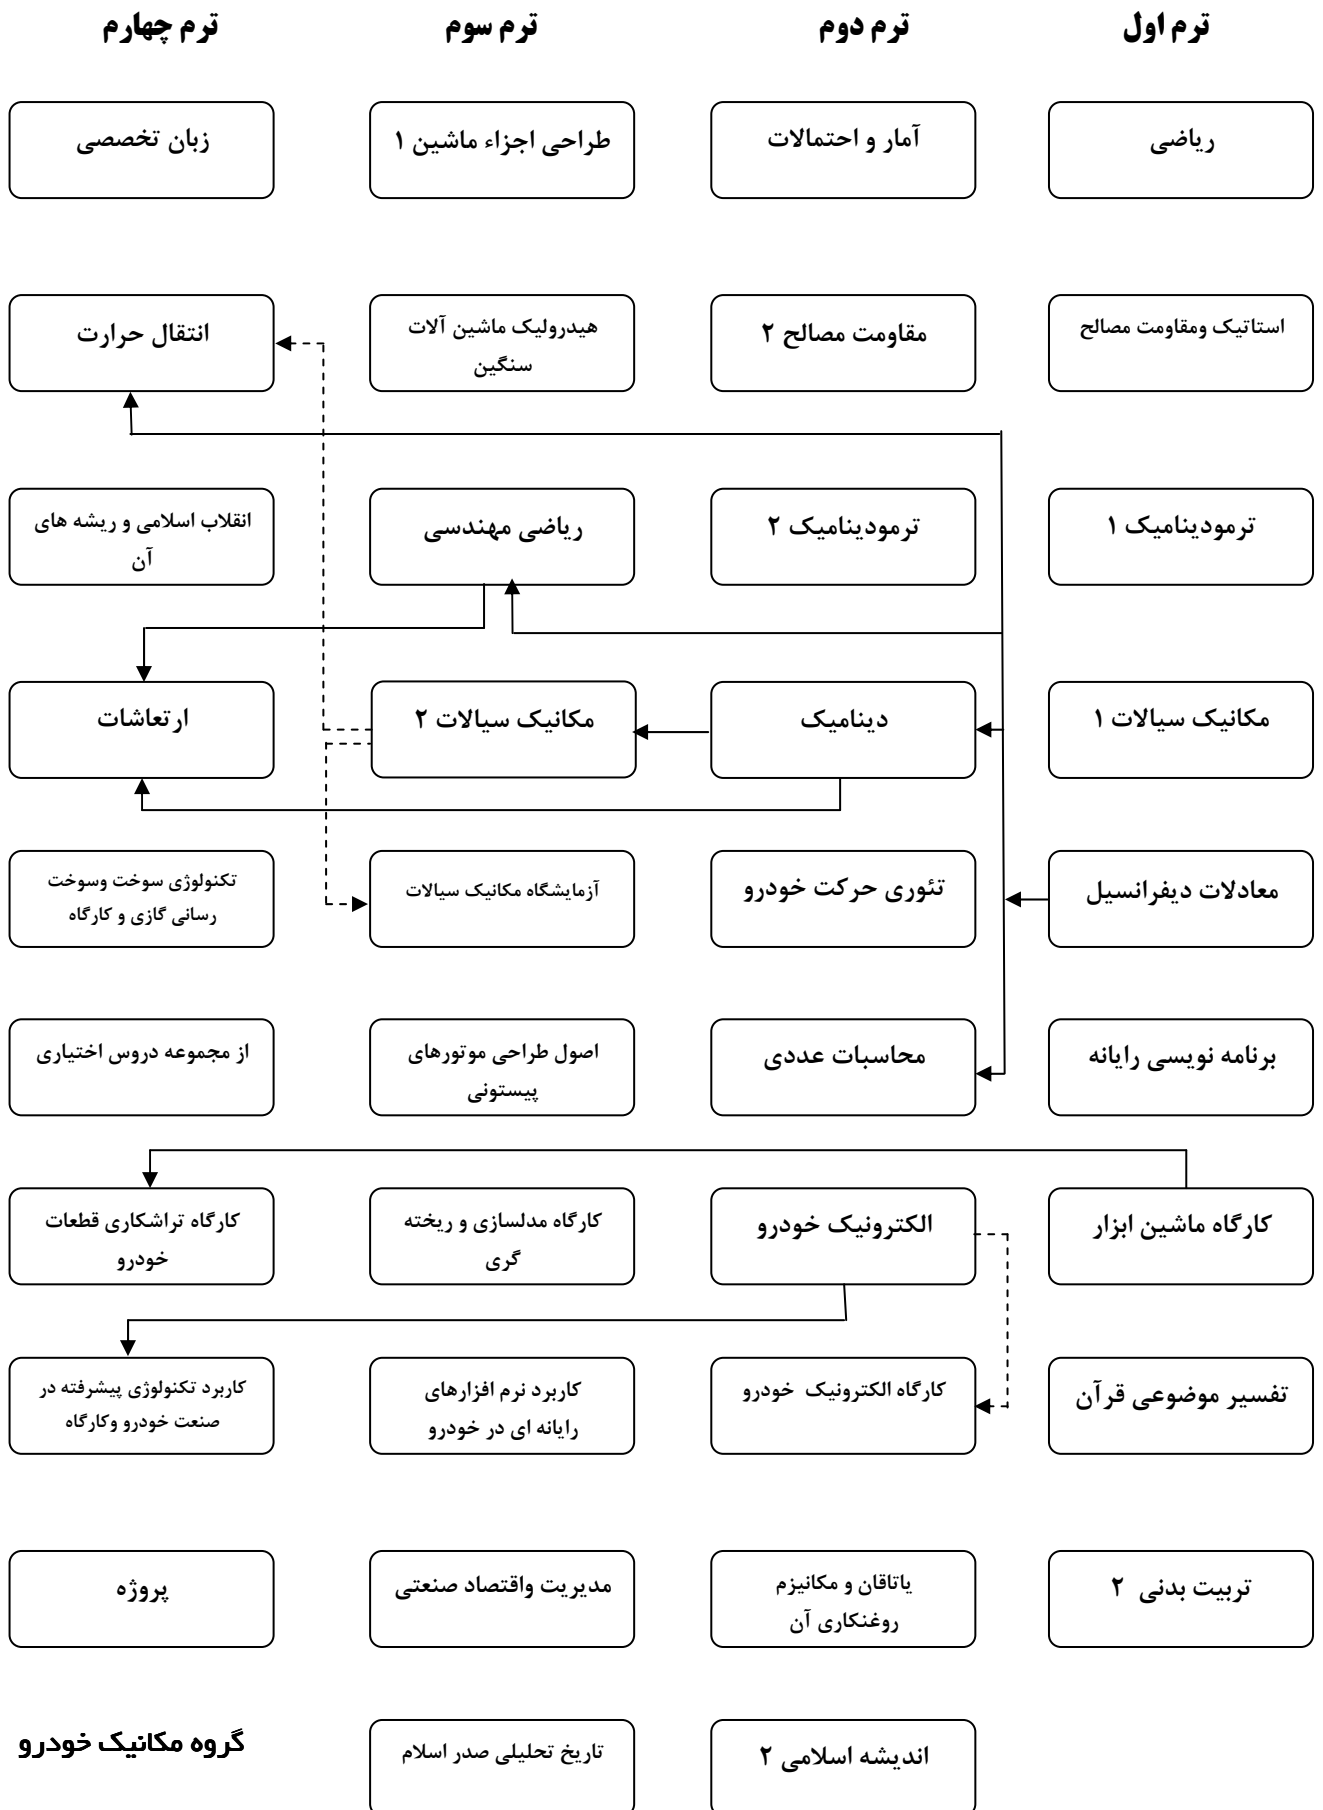 ترم اول
ترم دوم
ترم سوم
ترم چهارم
ریاضی
آمار و احتمالات
طراحی اجزاء ماشین ۱
زبان تخصصی
استاتیک ومقاومت مصالح
مقاومت مصالح ۲
هیدرولیک ماشین آلات
سنگین
انتقال حرارت
ترمودینامیک ۱
ترمودینامیک ۲
ریاضی مهندسی
انقلاب اسلامی و ریشه های
آن
مکانیک سیالات ۱
دینامیک
مکانیک سیالات ۲
ارتعاشات
معادلات دیفرانسیل
تئوری حرکت خودرو
آزمایشگاه مکانیک سیالات
تکنولوژی سوخت وسوخت
رسانی گازی و کارگاه
برنامه نویسی رایانه
محاسبات عددی
اصول طراحی موتورهای
پیستونی
از مجموعه دروس اختیاری
کارگاه ماشین ابزار
الکترونیک خودرو
کارگاه مدلسازی و ریخته
گری
کارگاه تراشکاری قطعات
خودرو
تفسیر موضوعی قرآن
کارگاه الکترونیک خودرو
کاربرد نرم افزارهای
رایانه ای در خودرو
کاربرد تکنولوژی پیشرفته در
صنعت خودرو وکارگاه
تربیت بدنی ۲
یاتاقان و مکانیزم
روغنکاری آن
مدیریت واقتصاد صنعتی
پروژه
اندیشه اسلامی ۲
تاریخ تحلیلی صدر اسلام
گروه مکانیک خودرو